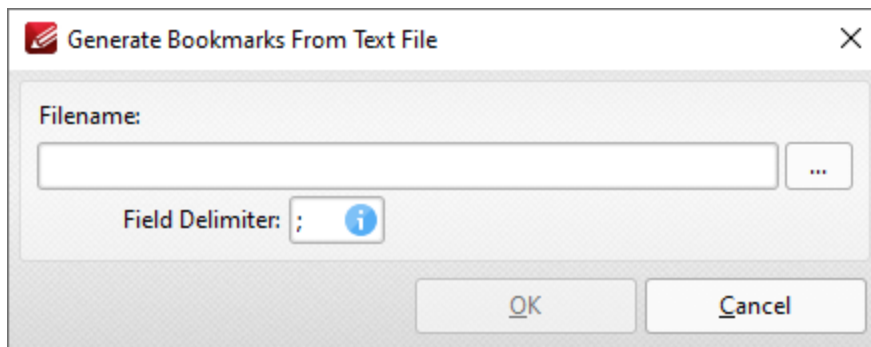 Generate Bookmarks From Text File
Filename:
...
Field Delimiter: ;
OK
Cancel